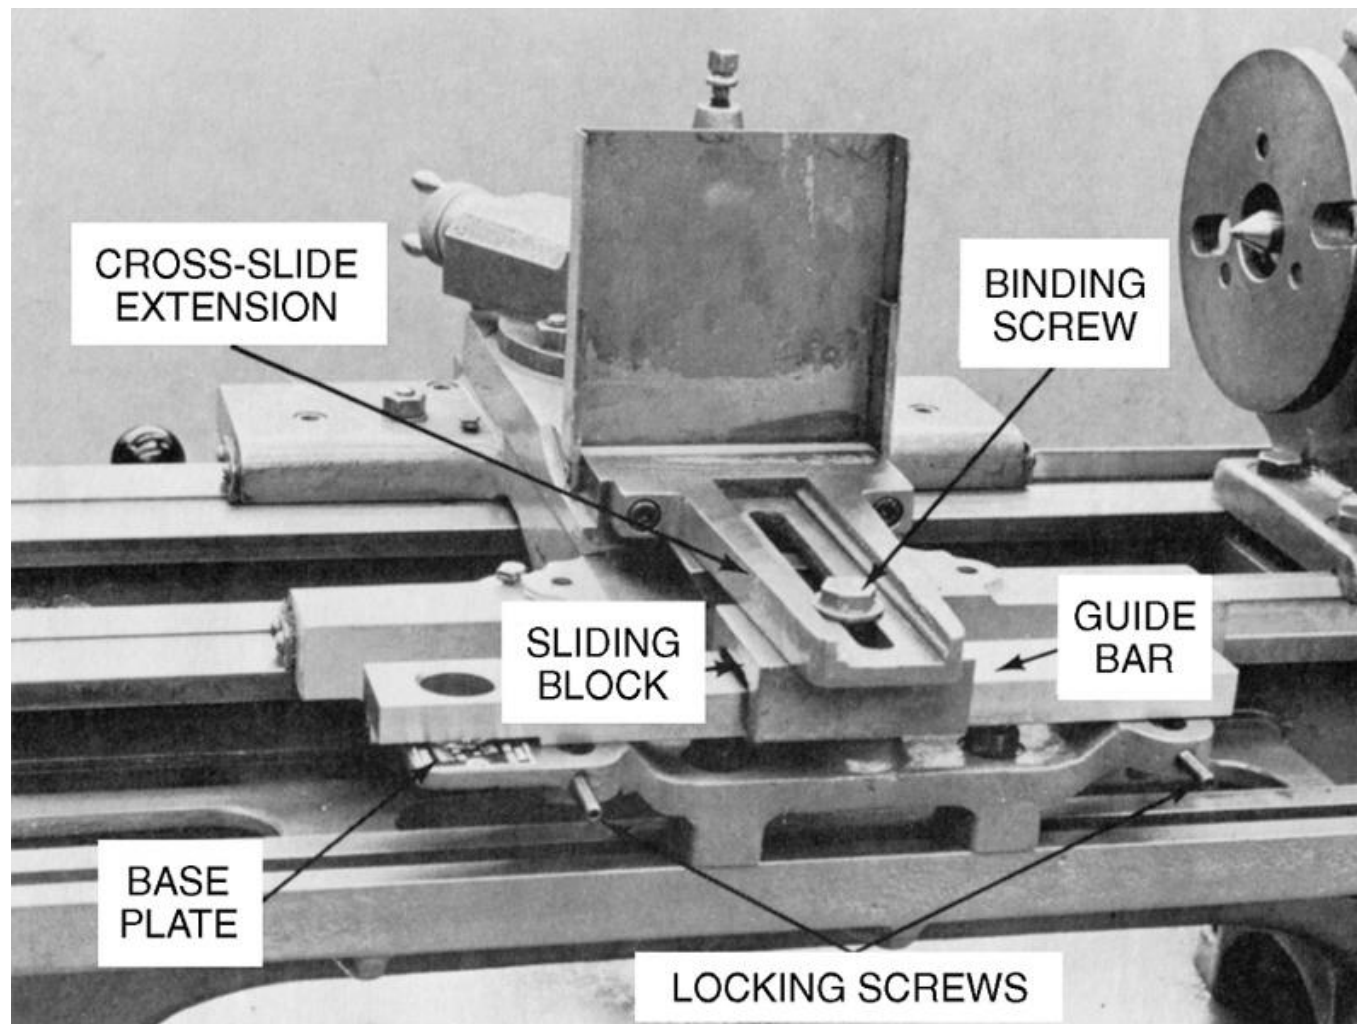 CROSS-SLIDE
EXTENSION
BINDING
SCREW
SLIDING
BLOCK
GUIDE
BAR
BASE
PLATE
LOCKING SCREWS